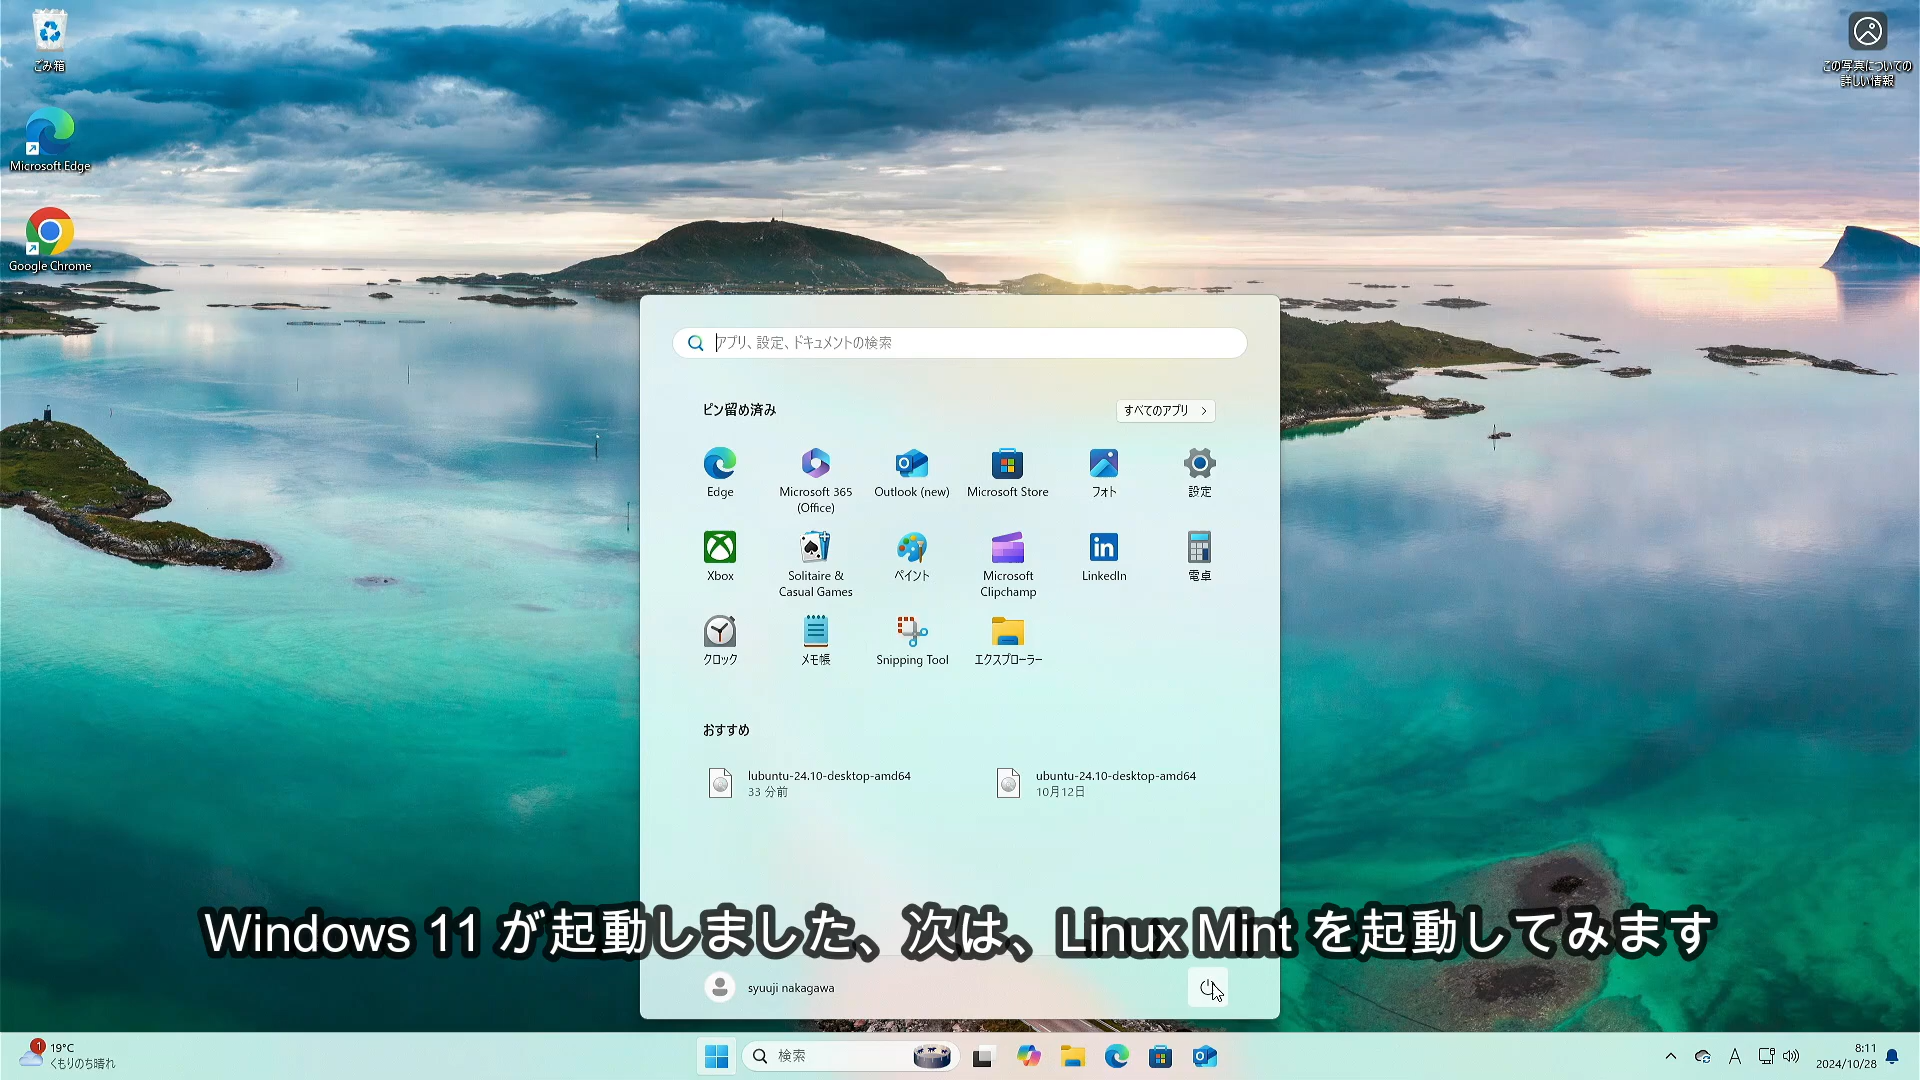 ごみ箱
Microsoft Edge
Google Chrome
この写真についての
詳しい情報
アプリ、設定、ドキュメントの検索
ピン留め済み
すべてのアプリ
Edge
Microsoft 365
(Office)
Outlook (new)
Microsoft Store
フォト
設定
Xbox
Solitaire &
Casual Games
ペイント
Microsoft
Clipchamp
LinkedIn
電卓
クロック
メモ帳
Snipping Tool
エクスプローラー
おすすめ
lubuntu-24.10-desktop-amd64
33 分前
ubuntu-24.10-desktop-amd64
10月12日
Windows 11 が起動しました、次は、Linux Mint を起動してみます
syuuji nakagawa
1
19°C
くもりのち晴れ
検索
A
8:11
2024/10/28